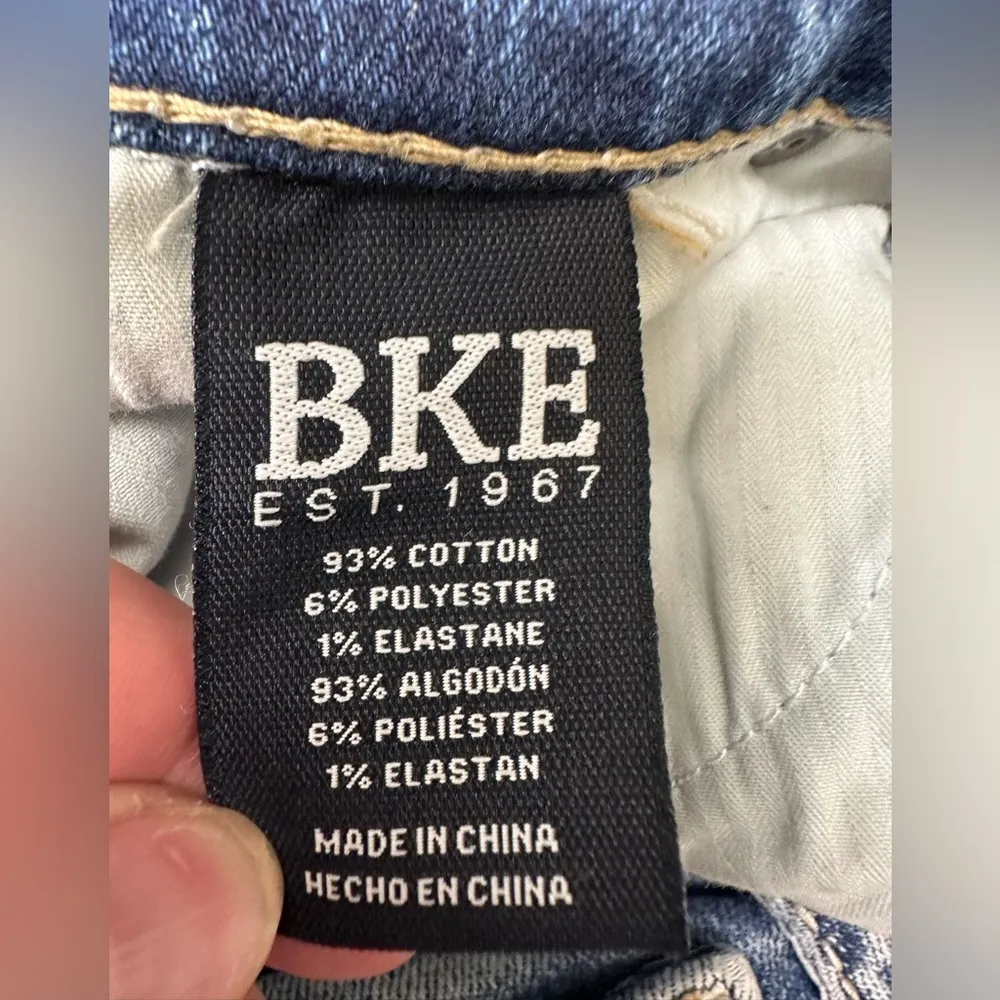 BKE
EST. 1967
93% COTTON
6% POLYESTER
1% ELASTANE
93% ALGODÓN
6% POLIÉSTER
1% ELASTAN
MADE IN CHINA
HECHO EN CHINA